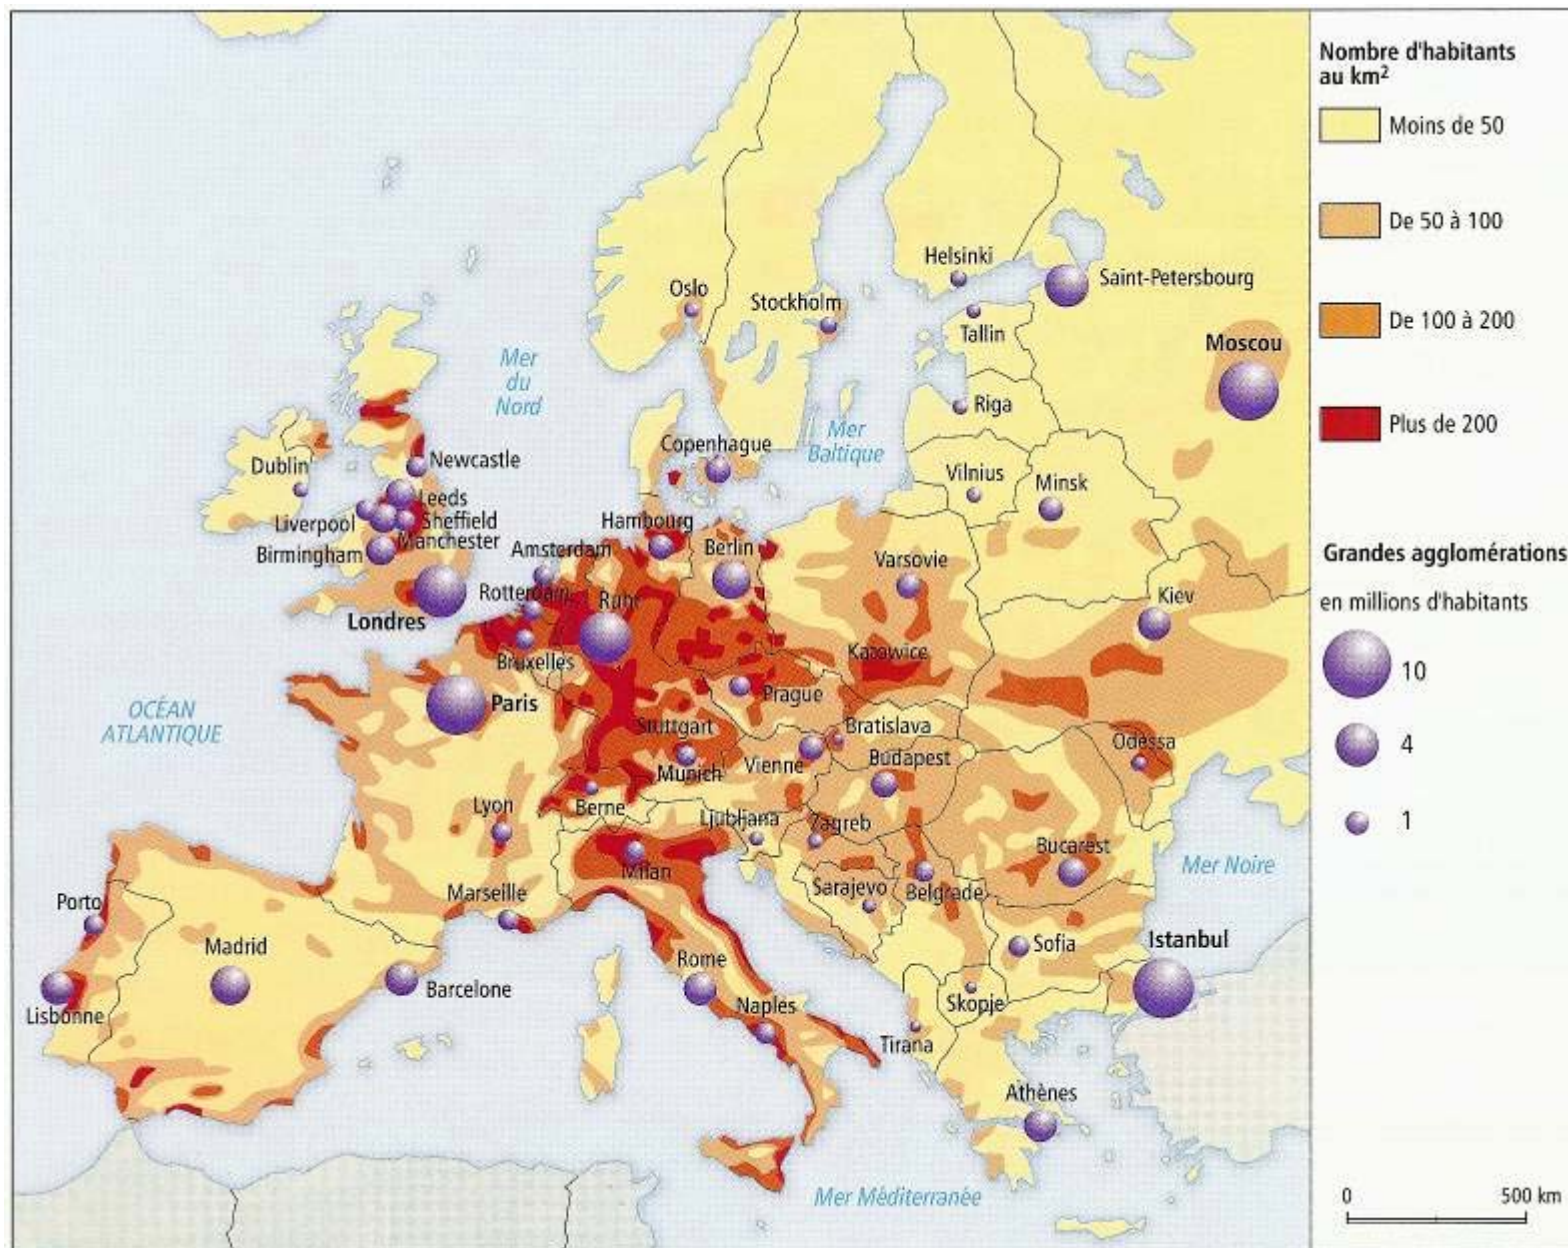 Nombre d'habitants
au km²
Moins de 50
De 50 à 100
De 100 à 200
Plus de 200
Grandes agglomérations
en millions d'habitants
10
4
1
0
500 km
Helsinki
Saint-Petersbourg
Oslo
Stockholm
Tallin
Moscou
Mer
du
Nord
Riga
Mer
Baltique
Copenhague
Newcastle
Dublin
Vilnius
Minsk
Leeds
Liverpool
Sheffield
Manchester
Birmingham
Hambourg
Amsterdam
Berlin
Varsovie
Rotterdam
Ruhr
Kiev
Londres
Katowice
Bruxelles
Prague
Paris
OCÉAN
ATLANTIQUE
Stuttgart
Bratislava
Odessa
Vienne
Budapest
Munich
Lyon
Berne
Ljubljana
Zagreb
Bucarest
Mer Noire
Milan
Marseille
Sarajevo
Belgrade
Porto
Madrid
Sofia
Istanbul
Rome
Barcelone
Lisbonne
Naples
Skopje
Tirana
Athènes
Mer Méditerranée